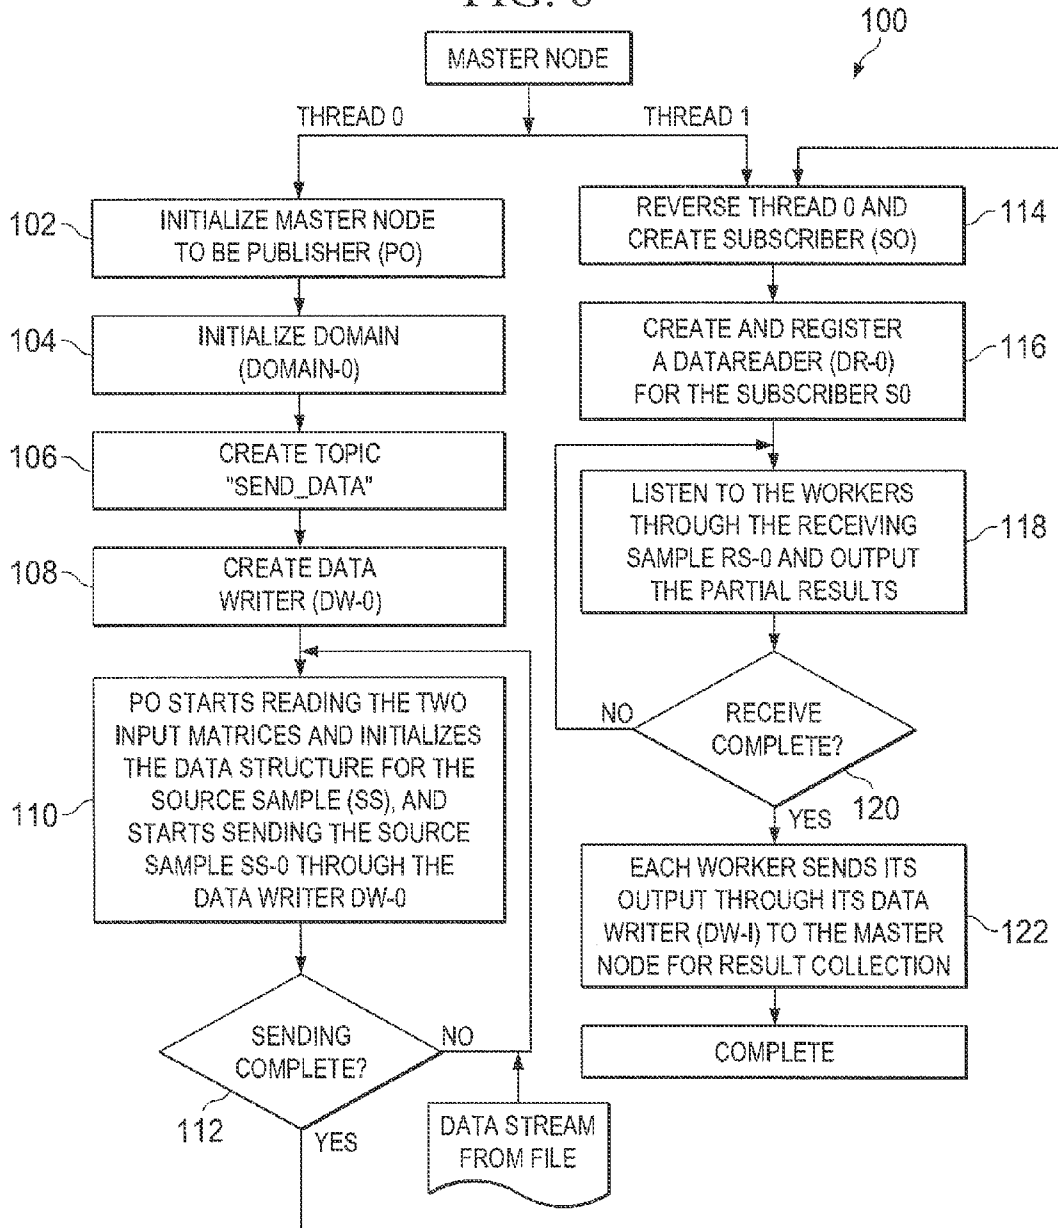 100
MASTER NODE
THREAD 0
THREAD 1
102
INITIALIZE MASTER NODE
TO BE PUBLISHER (PO)
104
INITIALIZE DOMAIN
(DOMAIN-0)
106
CREATE TOPIC
"SEND_DATA"
108
CREATE DATA
WRITER (DW-0)
110
PO STARTS READING THE TWO
INPUT MATRICES AND INITIALIZES
THE DATA STRUCTURE FOR THE
SOURCE SAMPLE (SS), AND
STARTS SENDING THE SOURCE
SAMPLE SS-0 THROUGH THE
DATA WRITER DW-0
SENDING
COMPLETE?
NO
112
YES
DATA STREAM
FROM FILE
REVERSE THREAD 0 AND
CREATE SUBSCRIBER (SO)
114
CREATE AND REGISTER
A DATAREADER (DR-0)
FOR THE SUBSCRIBER S0
116
LISTEN TO THE WORKERS
THROUGH THE RECEIVING
SAMPLE RS-0 AND OUTPUT
THE PARTIAL RESULTS
118
NO
RECEIVE
COMPLETE?
120
YES
EACH WORKER SENDS ITS
OUTPUT THROUGH ITS DATA
WRITER (DW-I) TO THE MASTER
NODE FOR RESULT COLLECTION
122
COMPLETE